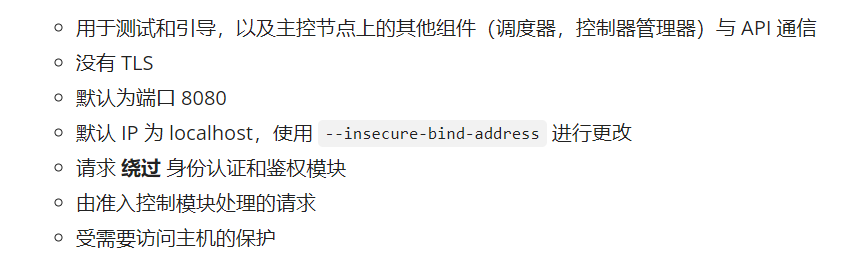 用于测试和引导，以及主控节点上的其他组件（调度器，控制器管理器）与 API 通信
没有 TLS
默认为端口 8080
默认 IP 为 localhost，使用 --insecure-bind-address 进行更改
请求 绕过 身份认证和鉴权模块
由准入控制模块处理的请求
受需要访问主机的保护